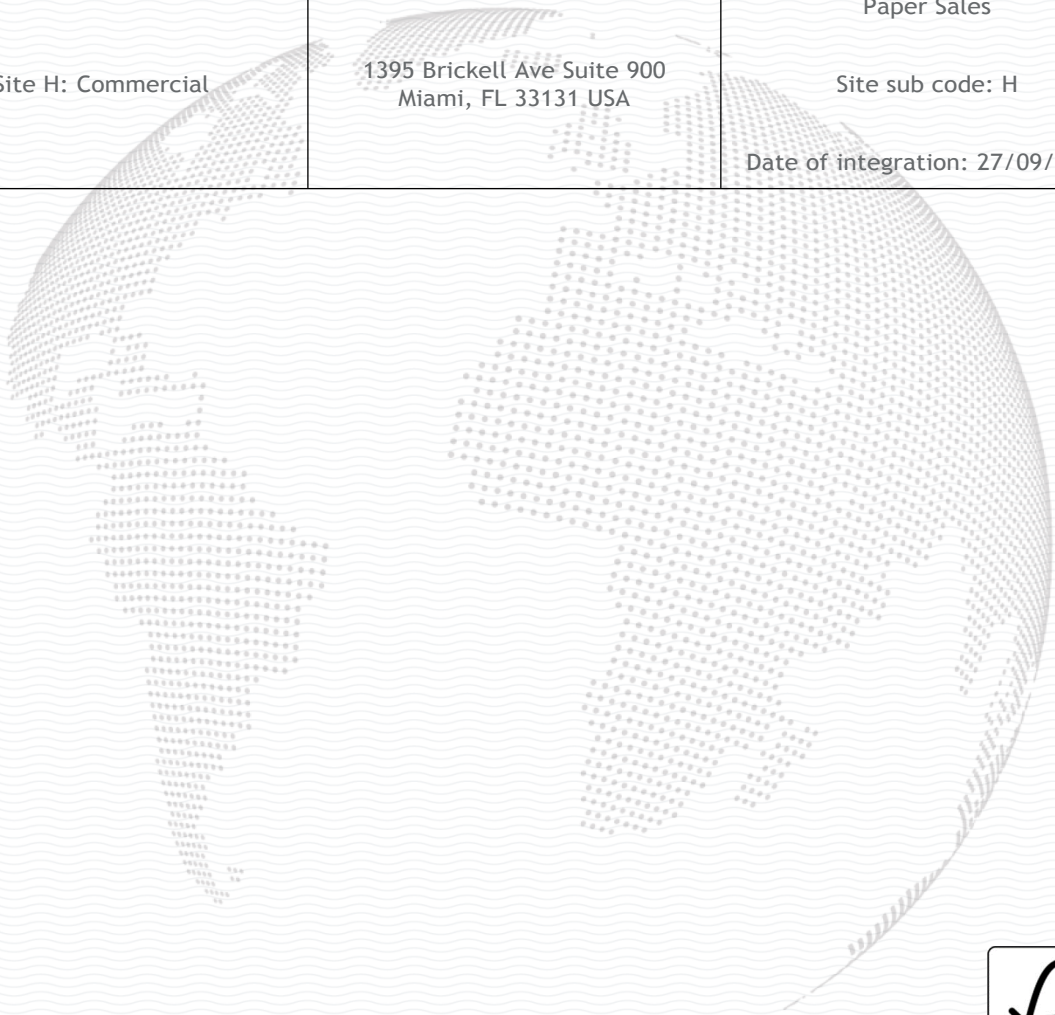 Paper Sales
Site H: Commercial
1395 Brickell Ave Suite 900
Miami, FL 33131 USA
Site sub code: H
Date of integration: 27/09/